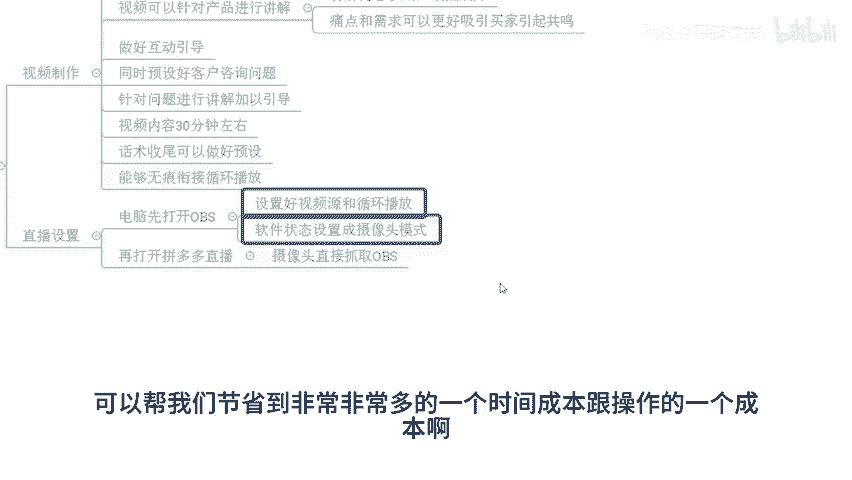 视频可以针对产品进行讲解
痛点和需求可以更好吸引买家引起共鸣
做好互动引导
视频制作
同时预设好客户咨询问题
针对问题进行讲解加以引导
视频内容30分钟左右
话术收尾可以做好预设
能够无痕衔接循环播放
设置好视频源和循环播放
电脑先打开OBS
软件状态设置成摄像头模式
直播设置
再打开拼多多直播
摄像头直接抓取OBS
可以帮我们节省到非常非常多的一个时间成本跟操作的一个成
本啊
bilibili